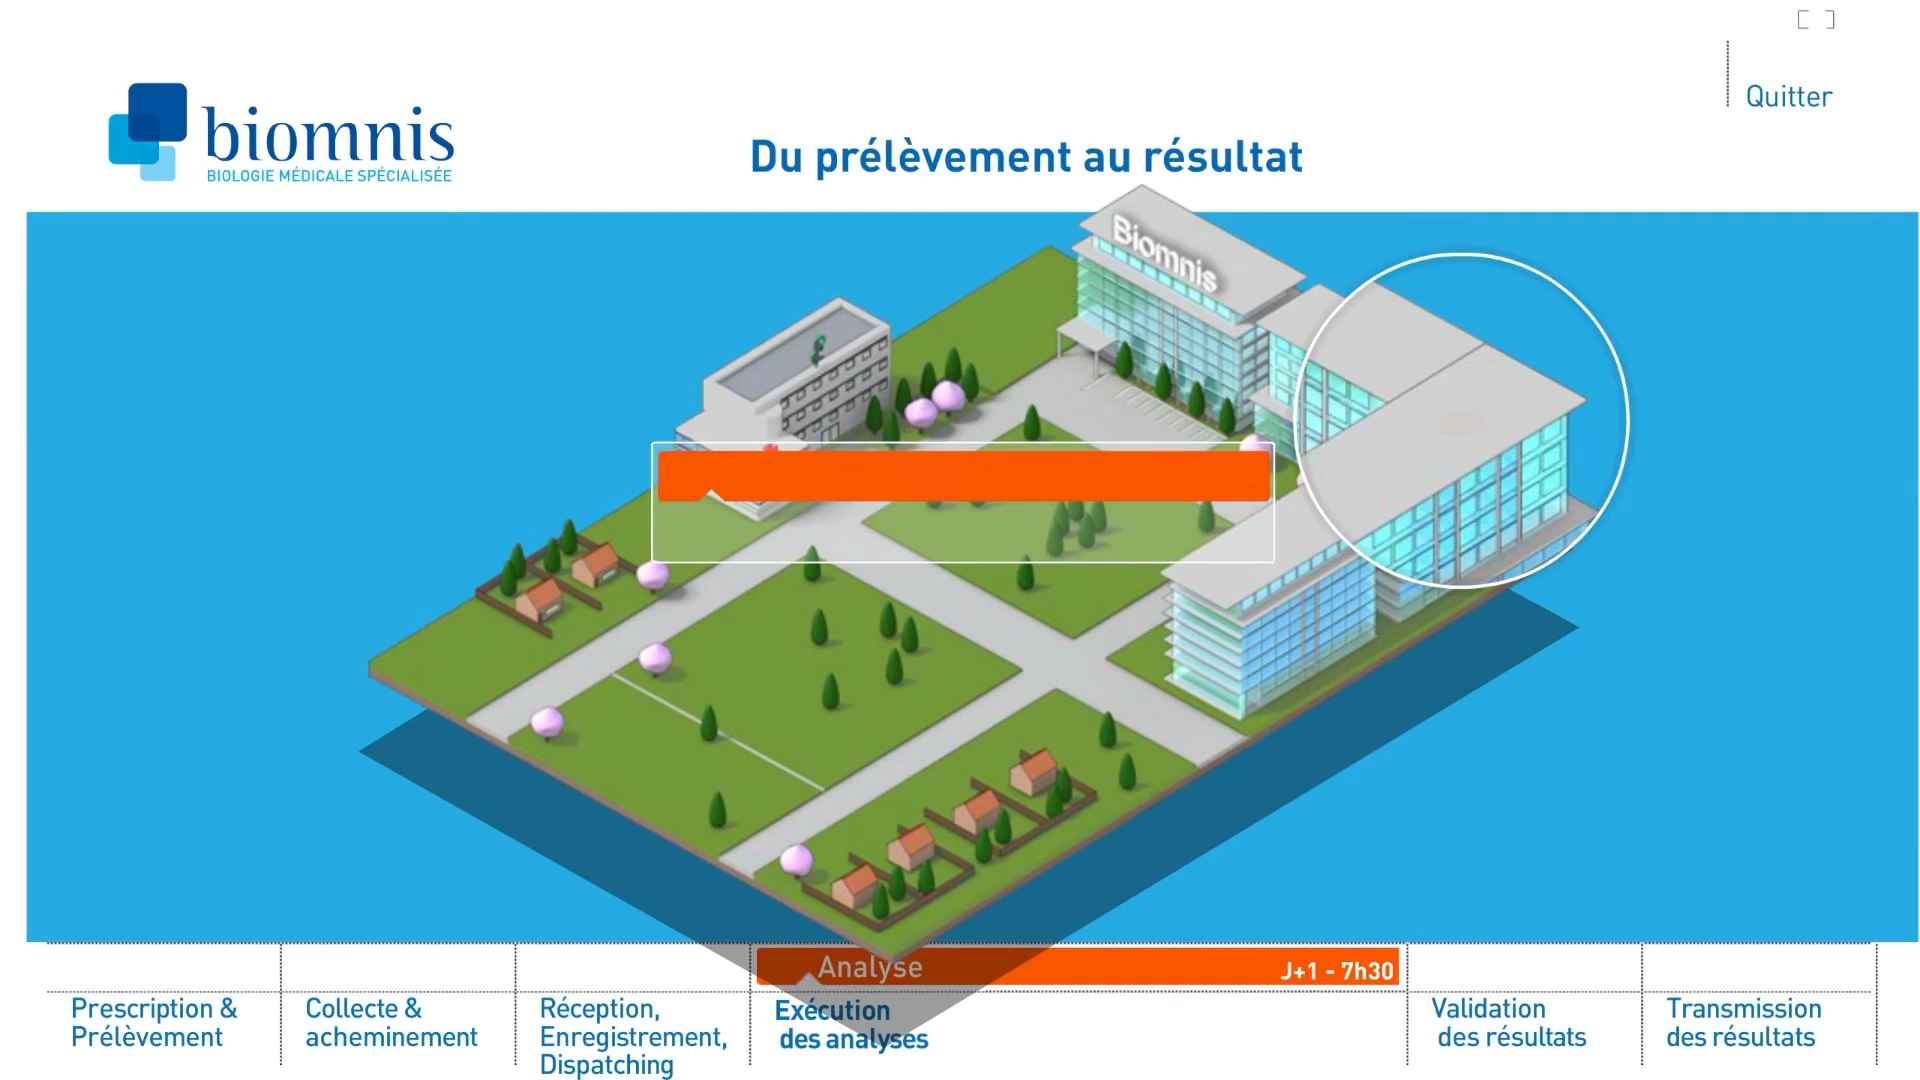 Quitter
biomnis
BIOLOGIE MÉDICALE SPÉCIALISÉE
Du prélèvement au résultat
Biomnis
Analyse
J+1 - 7h30
Prescription &
Prélèvement
Collecte &
acheminement
Réception,
Enregistrement,
Dispatching
Exécution
des analyses
Validation
des résultats
Transmission
des résultats